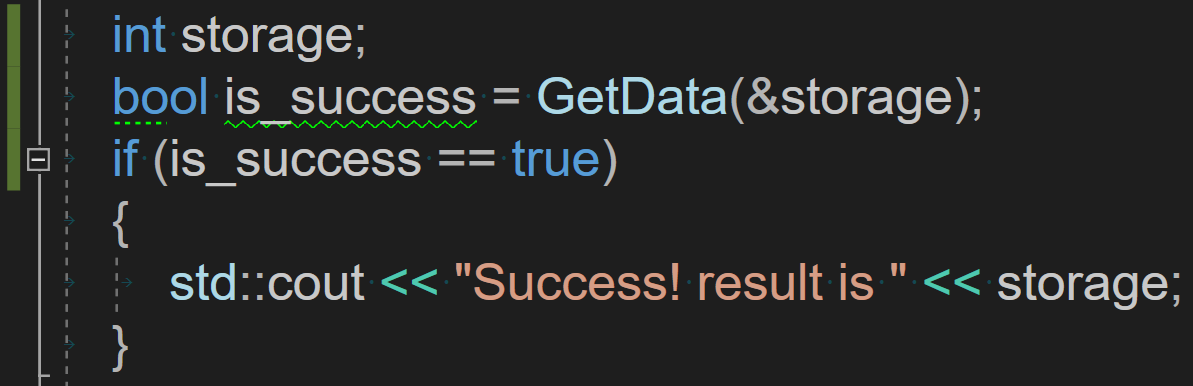 int storage;
bool is_success = GetData(&storage);
if (is_success == true)
{
std::cout << "Success! result is " << storage;
}